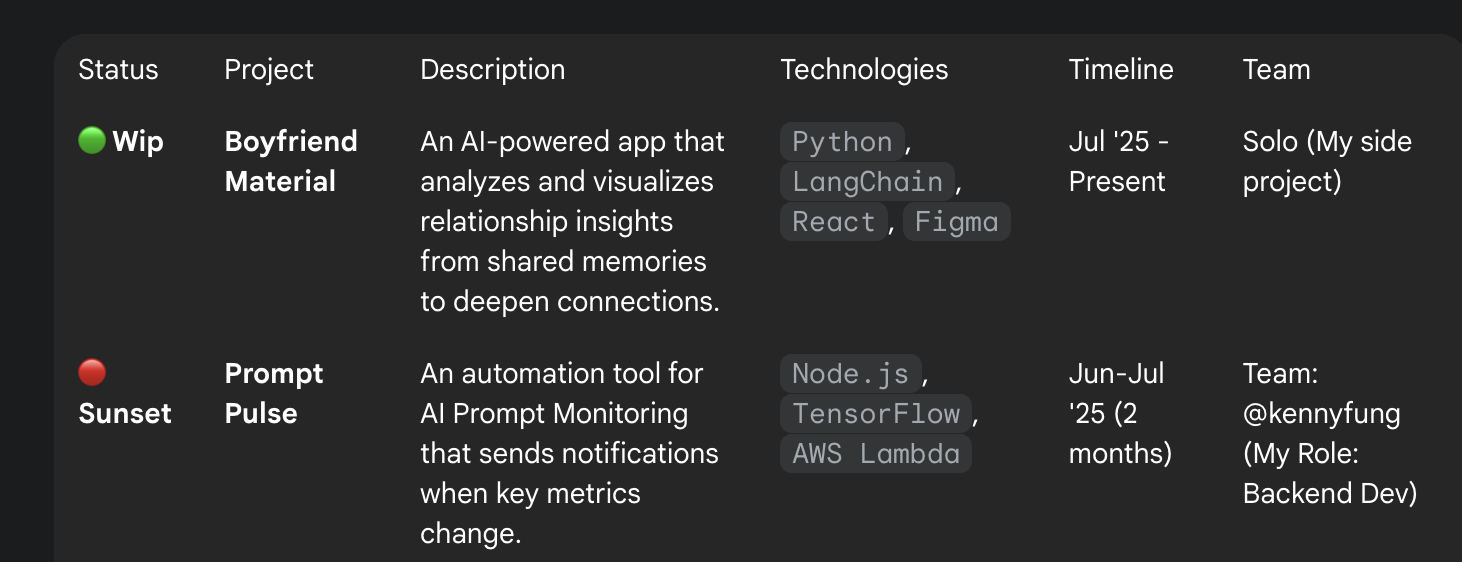 Status Project Description Technologies Timeline Team
🟢 Wip
Boyfriend
Material
An AI-powered app that
analyzes and visualizes
relationship insights
from shared memories
to deepen connections.
Python,
LangChain,
React, Figma
Jul '25 -
Present
Solo (My side
project)
🔴
Sunset
Prompt
Pulse
An automation tool for
AI Prompt Monitoring
that sends notifications
when key metrics
change.
Node.js,
TensorFlow,
AWS Lambda
Jun-Jul
'25 (2
months)
Team:
@kennyfung
(My Role:
Backend Dev)